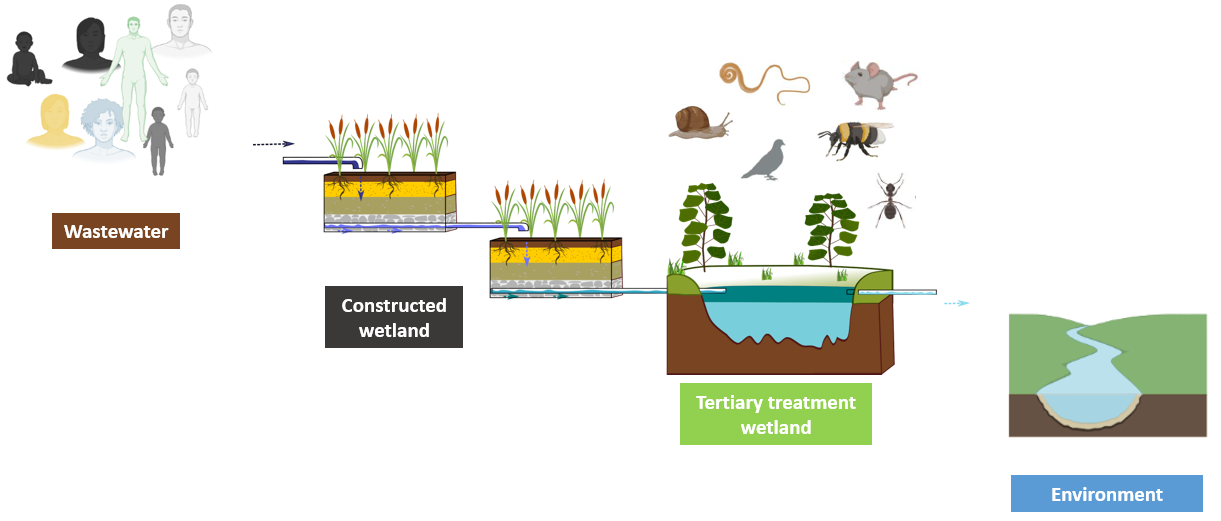 Wastewater
Constructed
wetland
Tertiary treatment
wetland
Environment